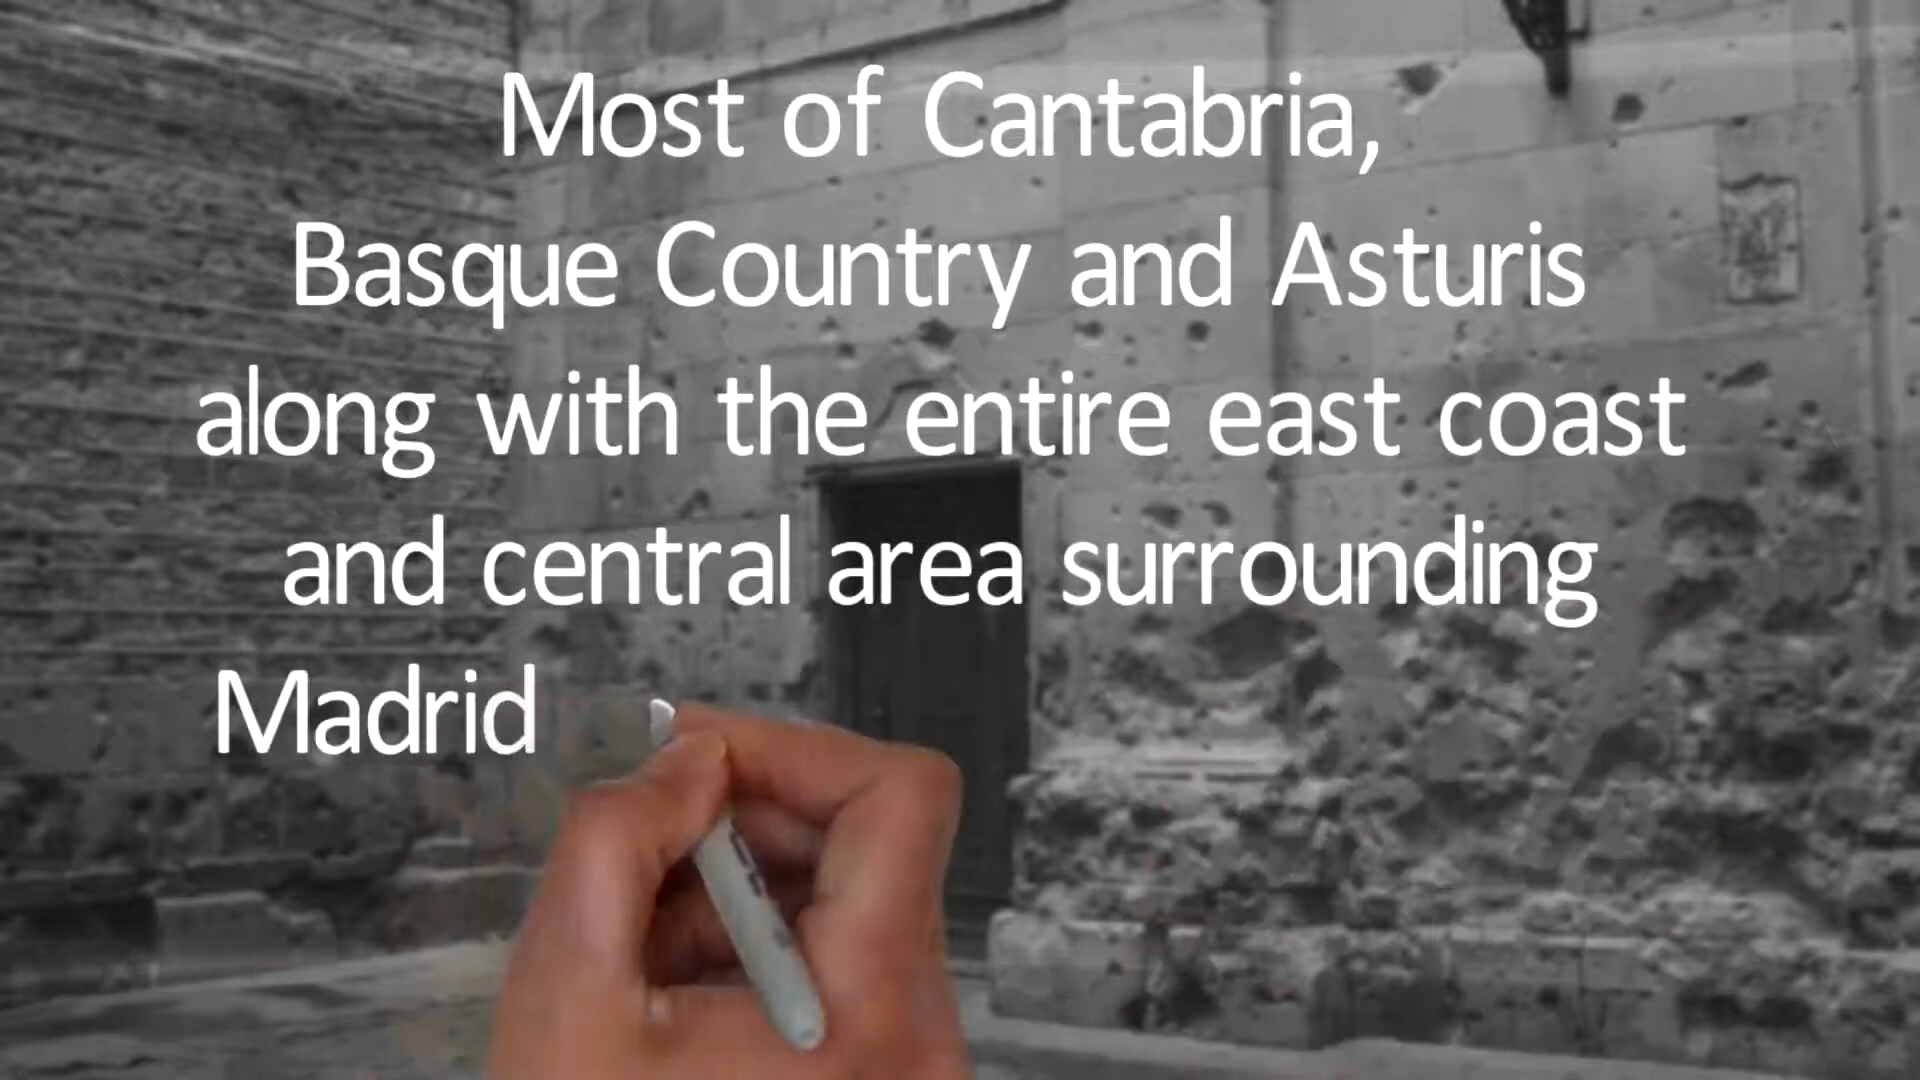 Most of Cantabria,
Basque Country and Asturis
along with the entire east coast
and central area surrounding
Madrid